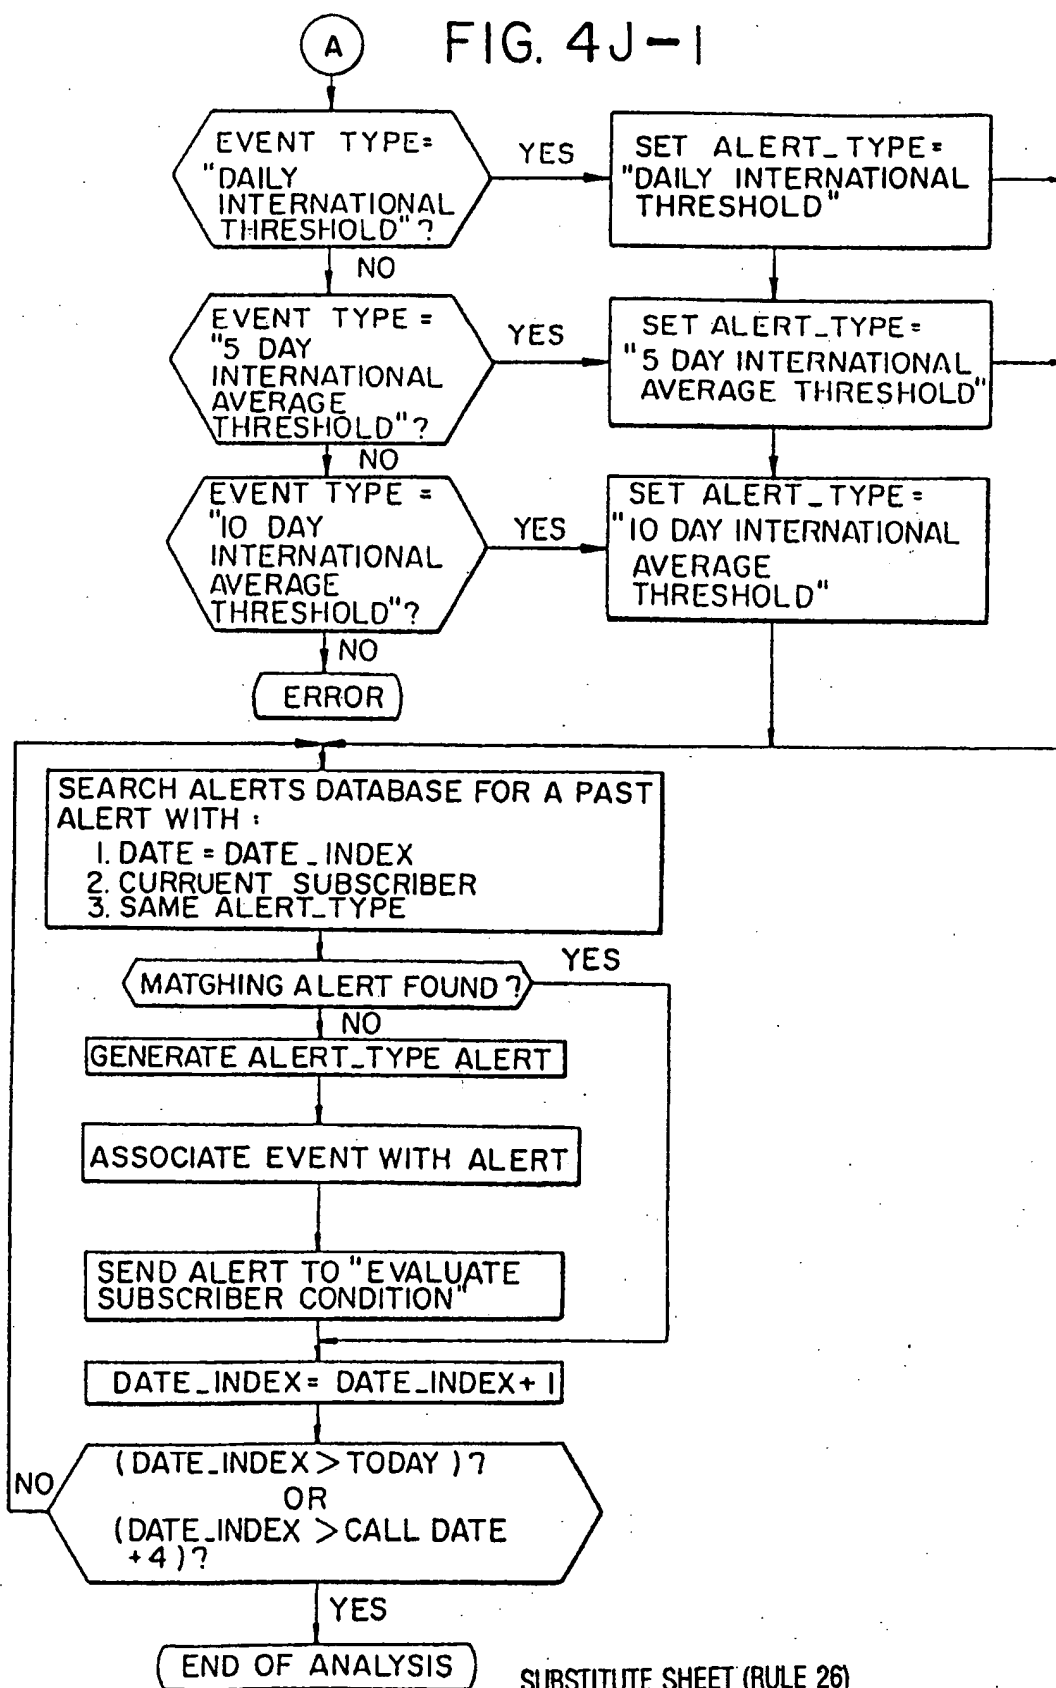 A
FIG. 4J-1
EVENT TYPE=
"DAILY
INTERNATIONAL
THRESHOLD"?
YES
SET ALERT_TYPE=
"DAILY INTERNATIONAL
THRESHOLD"
NO
EVENT TYPE =
"5 DAY
INTERNATIONAL
AVERAGE
THRESHOLD"?
YES
SET ALERT_TYPE=
"5 DAY INTERNATIONAL
AVERAGE THRESHOLD"
NO
EVENT TYPE =
"10 DAY
INTERNATIONAL
AVERAGE
THRESHOLD"?
YES
SET ALERT_TYPE=
"10 DAY INTERNATIONAL
AVERAGE
THRESHOLD"
NO
ERROR
SEARCH ALERTS DATABASE FOR A PAST
ALERT WITH :
1. DATE = DATE_INDEX
2. CURRUENT SUBSCRIBER
3. SAME ALERT_TYPE
MATGHING ALERT FOUND?
YES
NO
GENERATE ALERT_TYPE ALERT
ASSOCIATE EVENT WITH ALERT
SEND ALERT TO "EVALUATE
SUBSCRIBER CONDITION"
DATE_INDEX= DATE_INDEX+1
(DATE_INDEX > TODAY )?
OR
(DATE_INDEX > CALL DATE
+4)?
NO
YES
END OF ANALYSIS
SUBSTITUTE SHEET (RULE 26)